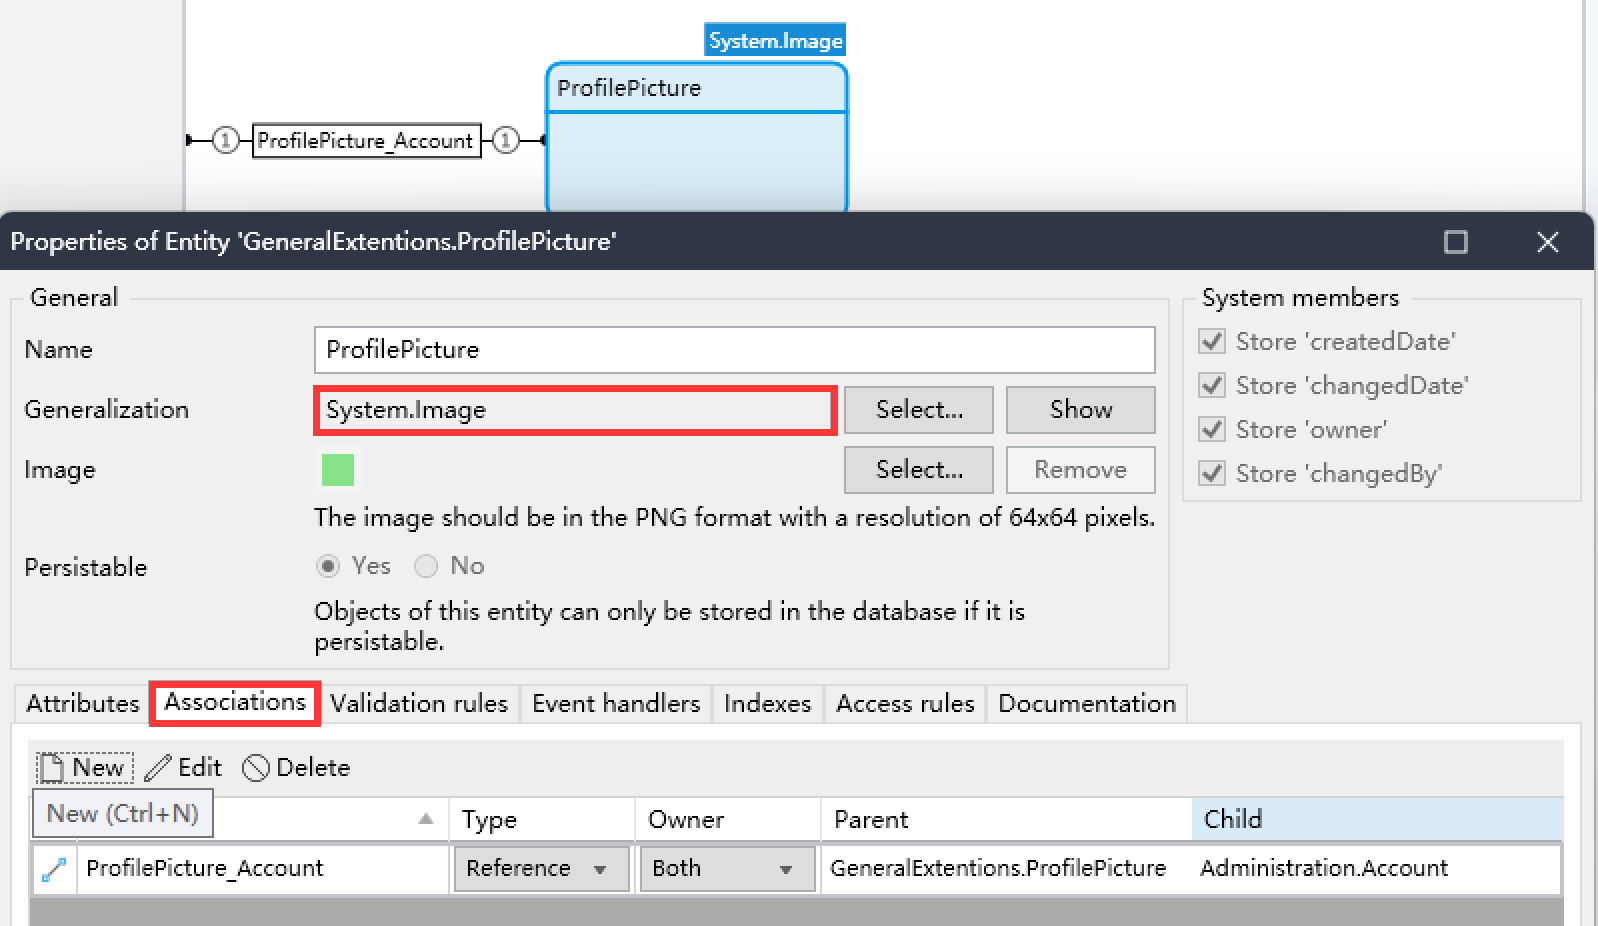 System.Image
ProfilePicture
1 ProfilePicture_Account 1
Properties of Entity 'GeneralExtentions.ProfilePicture'
General
System members
Name ProfilePicture
Store 'createdDate'
Store 'changedDate'
Generalization System.Image Select... Show
Store 'owner'
Image Select... Remove
Store 'changedBy'
The image should be in the PNG format with a resolution of 64x64 pixels.
Persistable Yes No
Objects of this entity can only be stored in the database if it is
persistable.
Attributes Associations Validation rules Event handlers Indexes Access rules Documentation
New Edit Delete
New (Ctrl+N)
Type Owner Parent Child
ProfilePicture_Account Reference Both GeneralExtentions.ProfilePicture Administration.Account